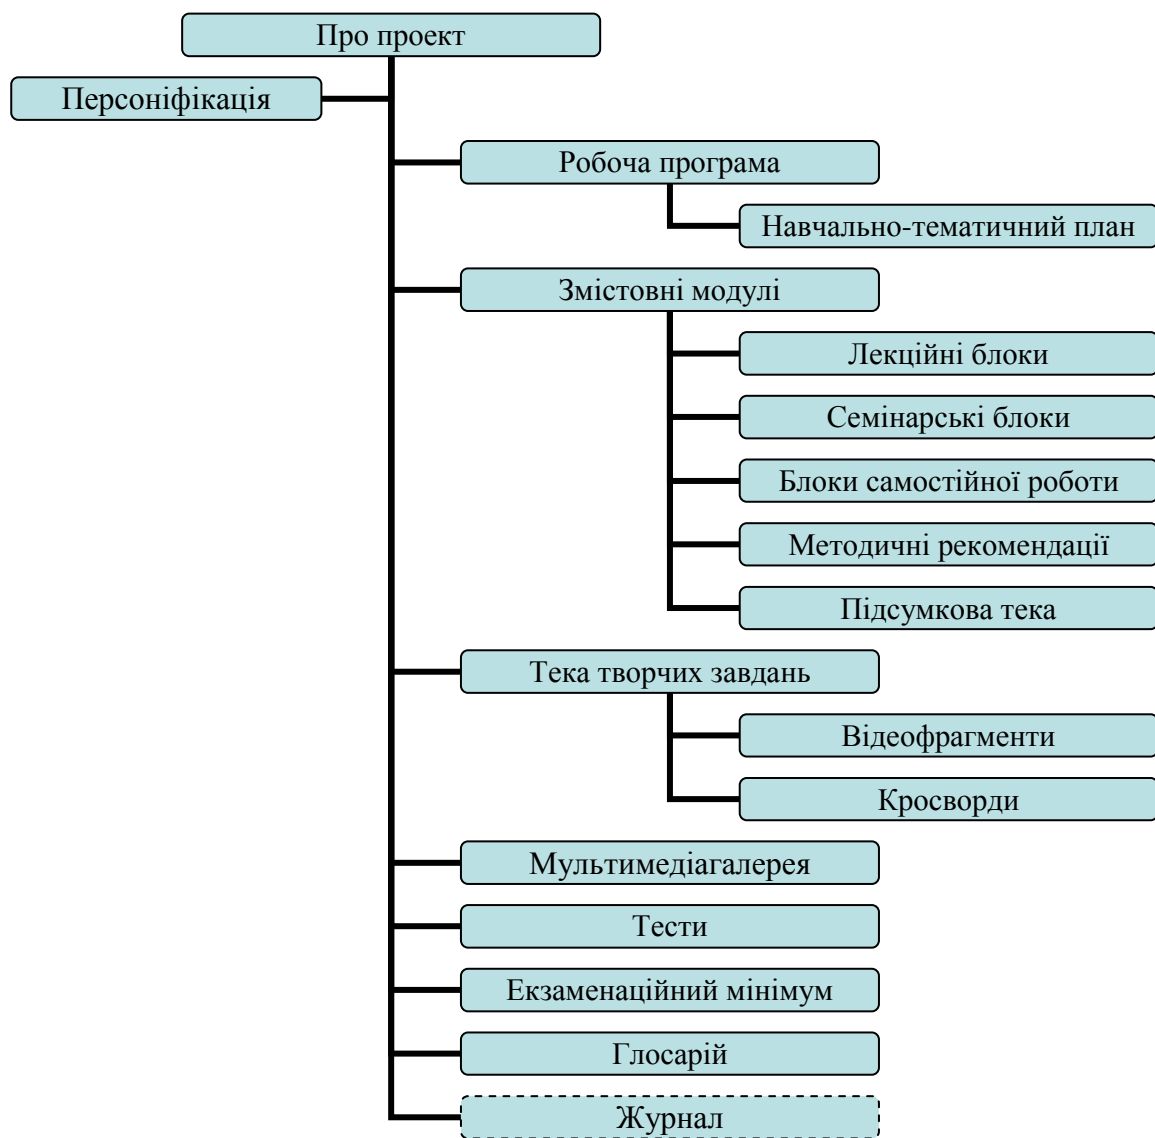 Про проект
Персоніфікація
Робоча програма
Навчально-тематичний план
Змістовні модулі
Лекційні блоки
Семінарські блоки
Блоки самостійної роботи
Методичні рекомендації
Підсумкова тека
Тека творчих завдань
Відеофрагменти
Кросворди
Мультимедіагалерея
Тести
Екзаменаційний мінімум
Глосарій
Журнал